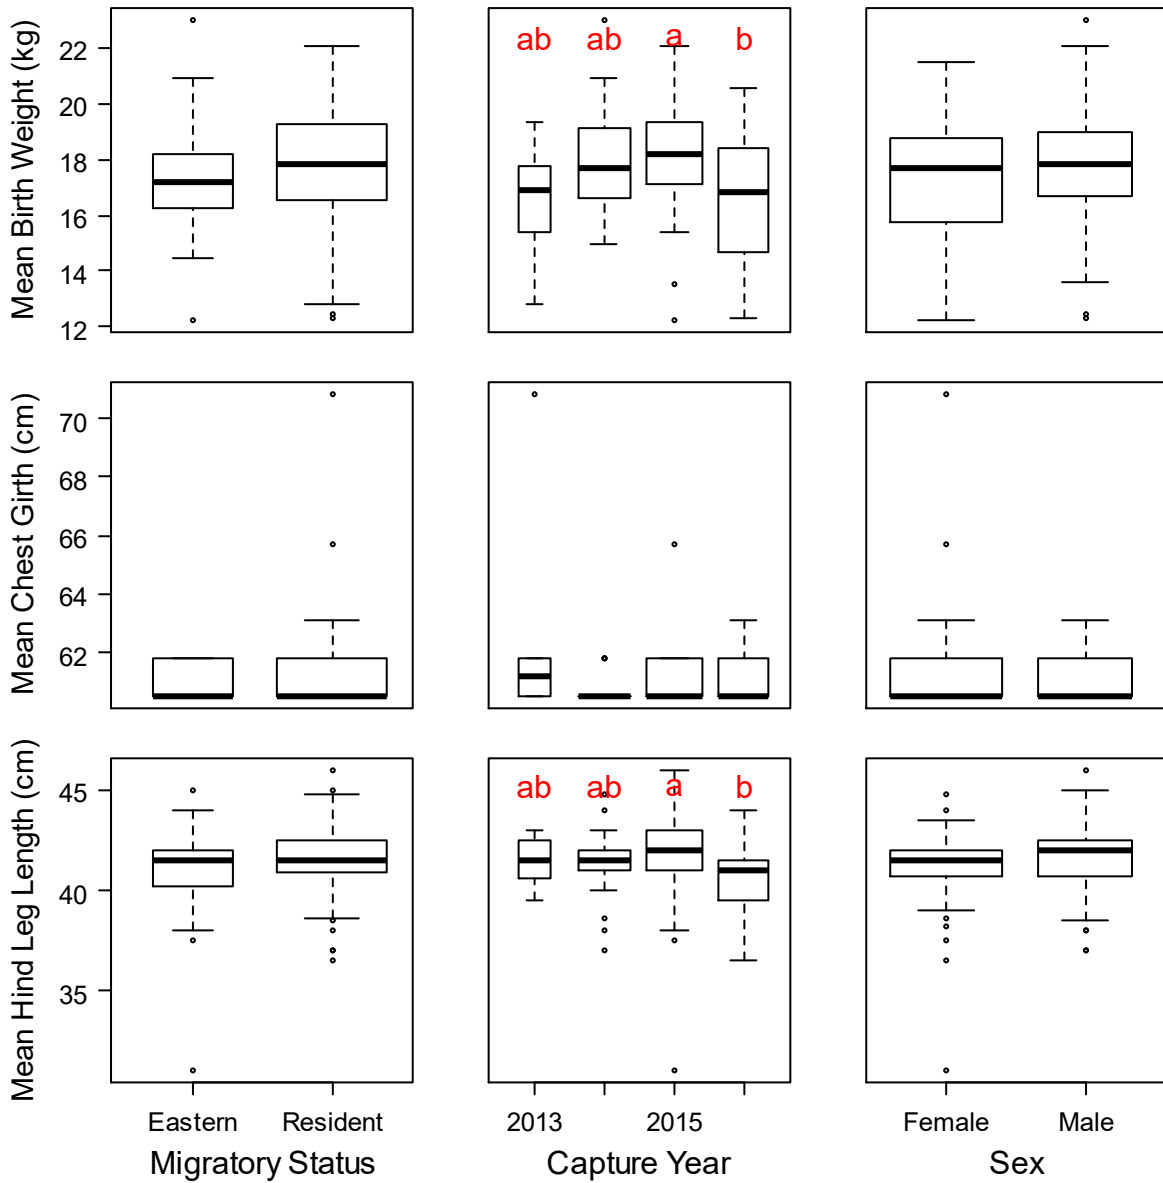 Mean Birth Weight (kg)
22
20
18
16
14
12
ab ab a b
Mean Chest Girth (cm)
70
68
66
64
62
Mean Hind Leg Length (cm)
45
40
35
ab ab a b
Eastern Resident
2013 2015
Female Male
Migratory Status
Capture Year
Sex